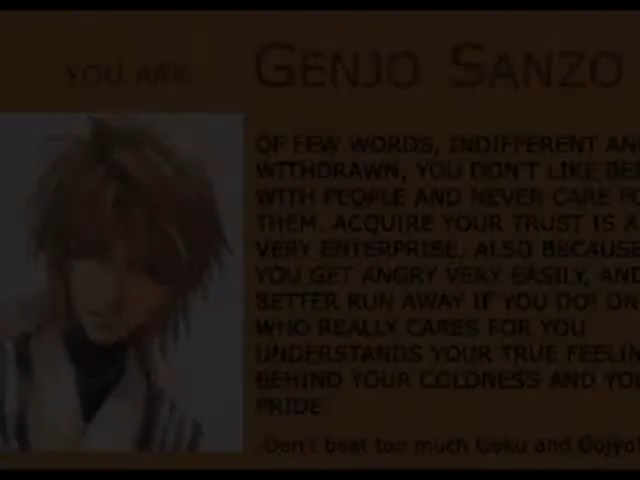 YOU ARE...
GENJO SANZO
OF FEW WORDS, INDIFFERENT AN
WITHDRAWN, YOU DON'T LIKE BE
WITH PEOPLE AND NEVER CARE FO
THEM. ACQUIRE YOUR TRUST IS A
VERY ENTERPRISE, ALSO BECAUSE
YOU GET ANGRY VERY EASILY, AND
BETTER RUN AWAY IF YOU DO! ON
WHO REALLY CARES FOR YOU
UNDERSTANDS YOUR TRUE FEELIN
BEHIND YOUR COLDNESS AND YOU
PRIDE
Don't beat too much Goku and Gojyo!